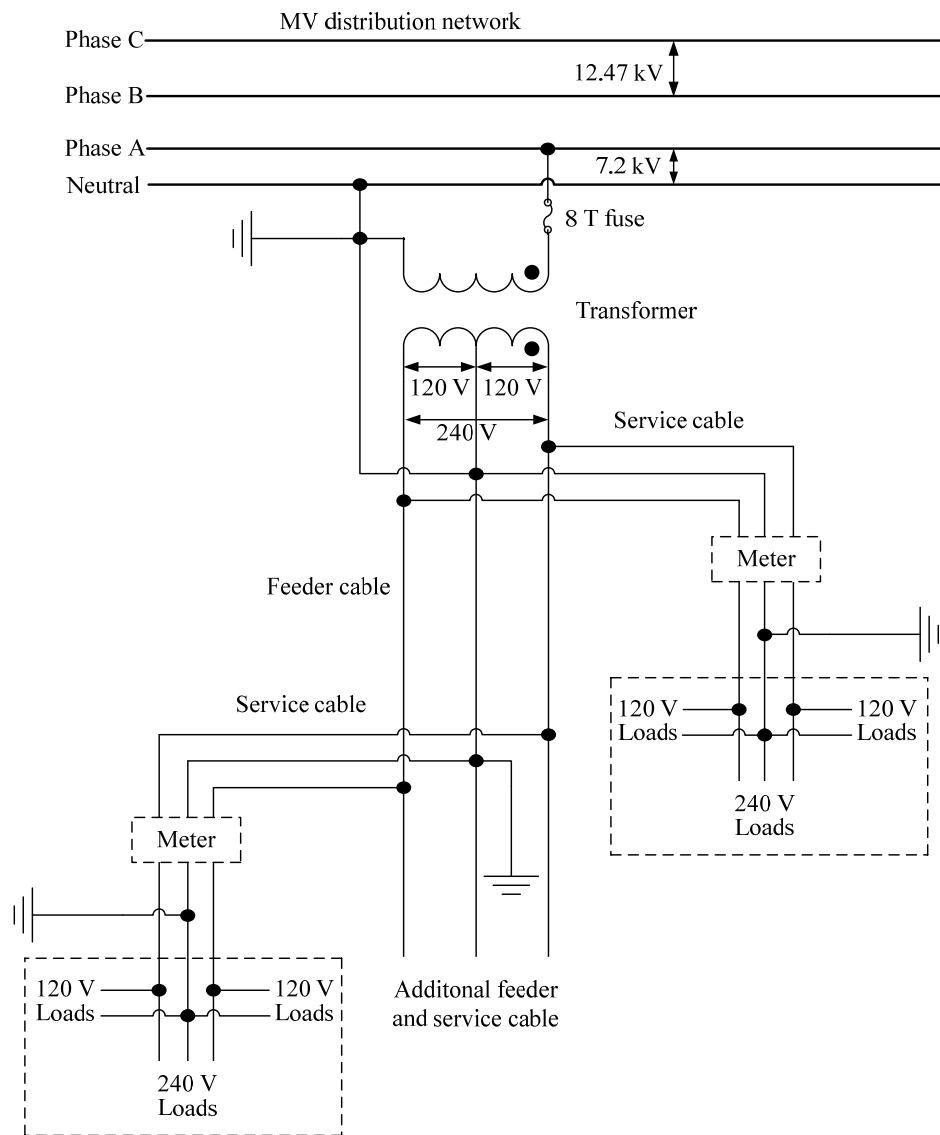 MV distribution network
Phase C
12.47 kV
Phase B
Phase A
7.2 kV
Neutral
8 T fuse
Transformer
120 V
120 V
240 V
Service cable
Meter
Feeder cable
Service cable
120 V
Loads
120 V
Loads
240 V
Loads
Meter
120 V
Loads
120 V
Loads
240 V
Loads
Additonal feeder
and service cable